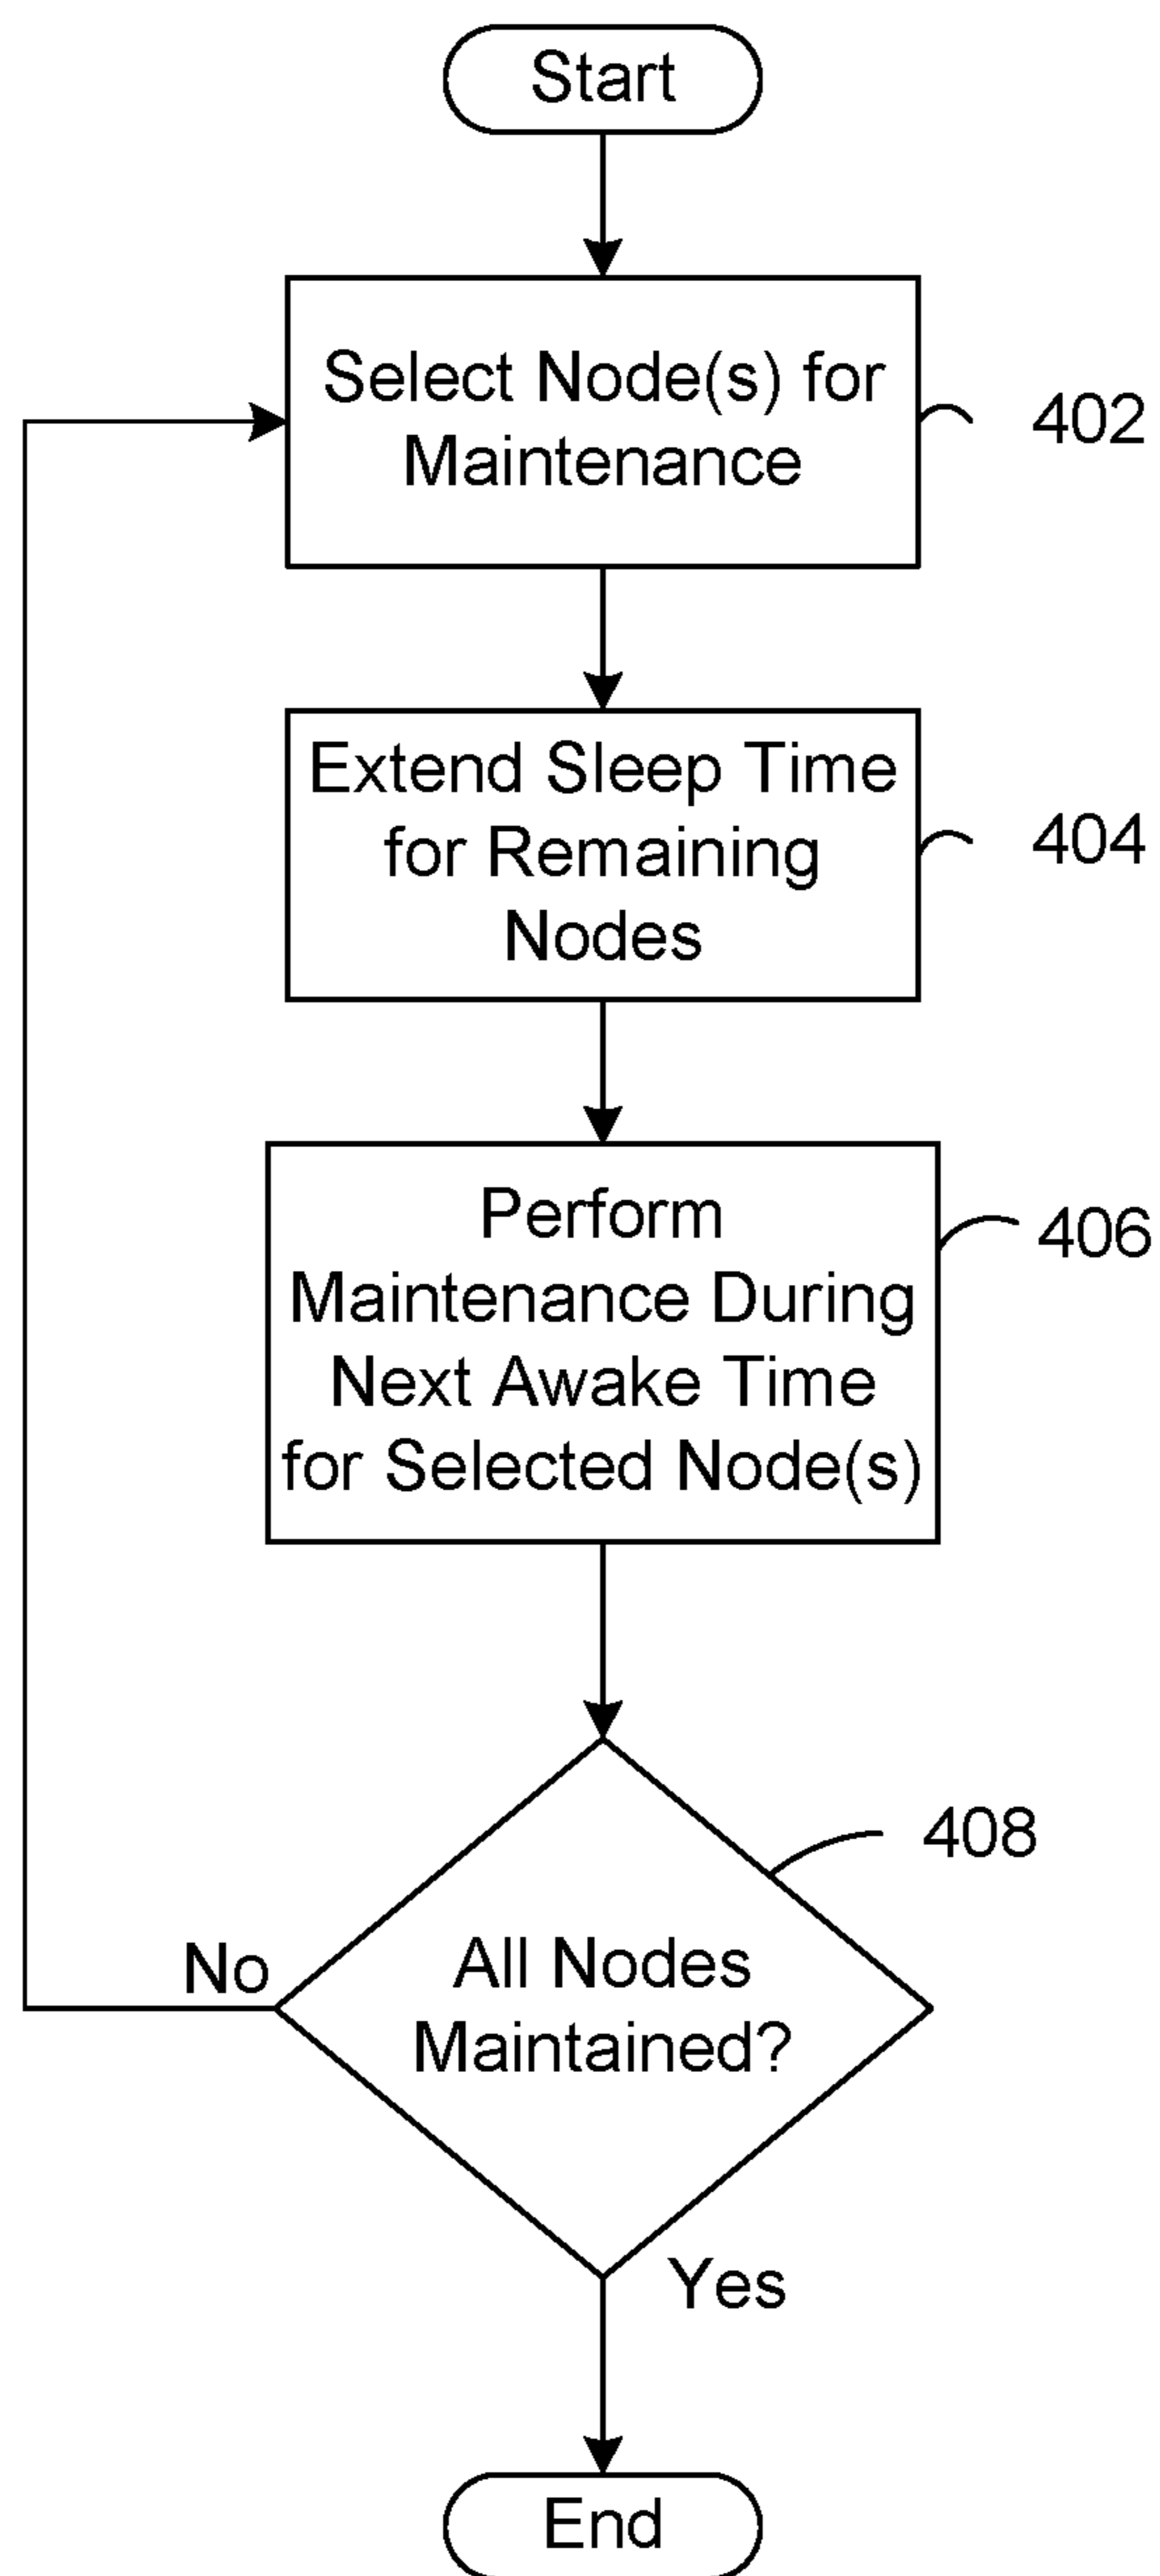 Start
Select Node(s) for
Maintenance
402
Extend Sleep Time
for Remaining
Nodes
404
Perform
Maintenance During
Next Awake Time
for Selected Node(s)
406
All Nodes
Maintained?
408
No
Yes
End